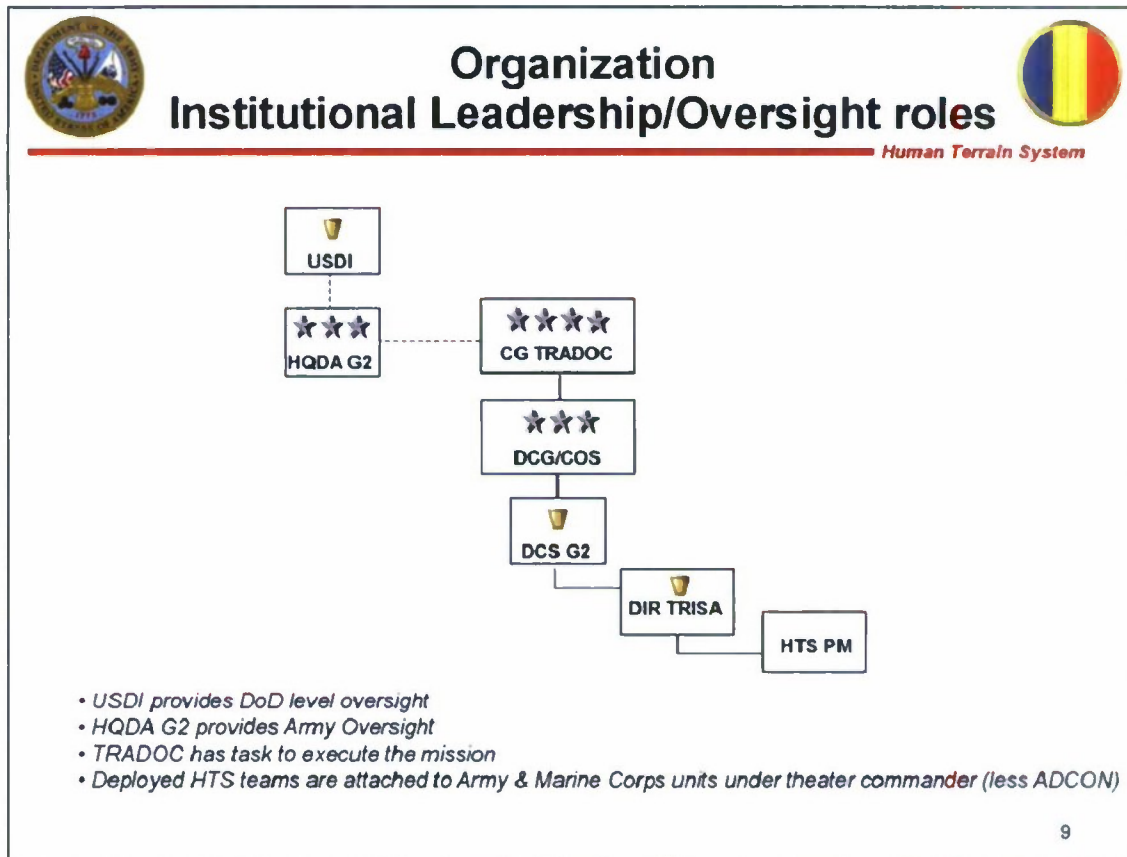 Organization
Institutional Leadership/Oversight roles
Human Terrain System
USDI
HQDA G2
CG TRADOC
DCG/COS
DCS G2
DIR TRISA
HTS PM
• USDI provides DoD level oversight
• HQDA G2 provides Army Oversight
• TRADOC has task to execute the mission
• Deployed HTS teams are attached to Army & Marine Corps units under theater commander (less ADCON)
9